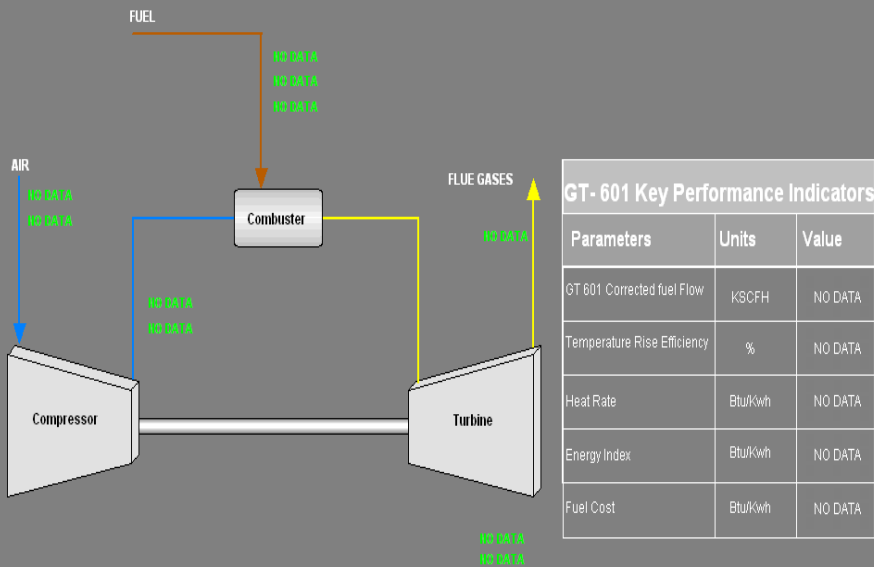 FUEL
NO DATA
NO DATA
NO DATA
AIR
NO DATA
NO DATA
Combuster
FLUE GASES
NO DATA
NO DATA
NO DATA
Compressor
Turbine
NO DATA
NO DATA
GT- 601 Key Performance Indicators
Parameters Units Value
GT 601 Corrected fuel Flow KSCFH NO DATA
Temperature Rise Efficiency % NO DATA
Heat Rate Btu/Kwh NO DATA
Energy Index Btu/Kwh NO DATA
Fuel Cost Btu/Kwh NO DATA